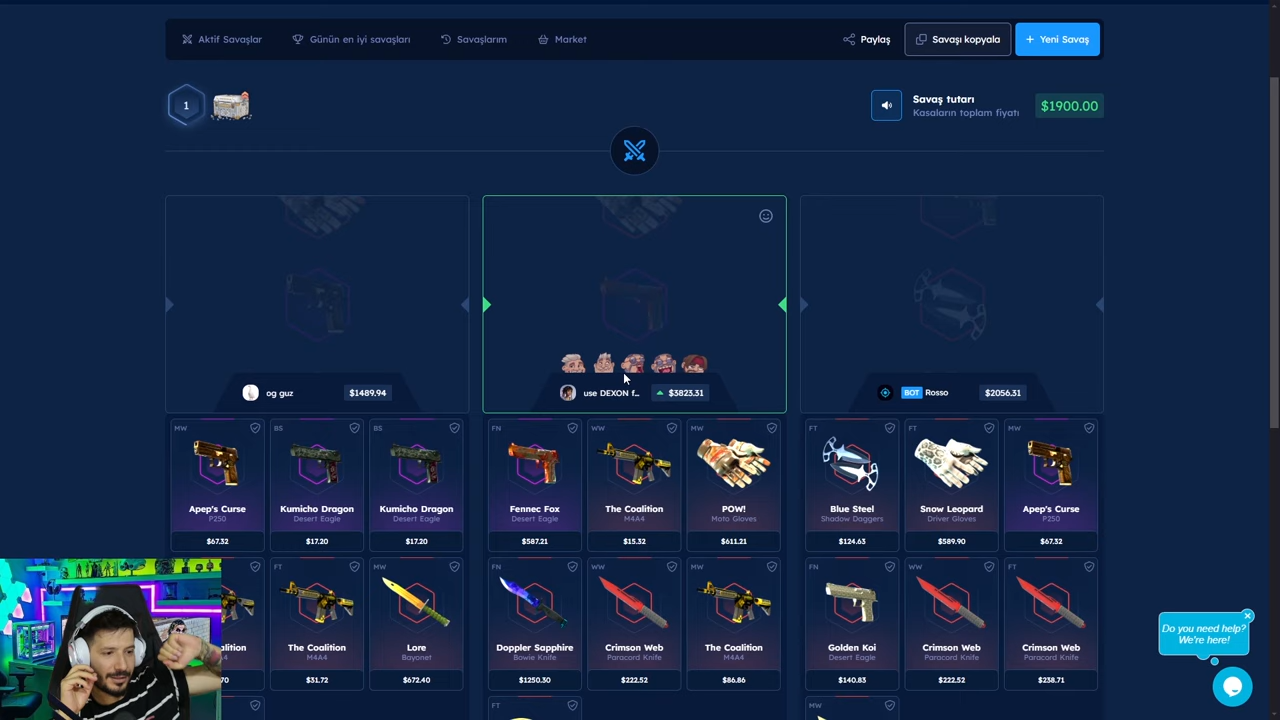 Aktif Savaşlar
Günün en iyi savaşları
Savaşlarım
Market
Paylaş
Savaşı kopyala
+ Yeni Savaş
1
Savaş tutarı
Kasaların toplam fiyatı
$1900.00
og guz
$1489.94
use DEXON f...
$3823.31
BOT Rosso
$2056.31
MW
Apep's Curse
P250
$67.32
BS
Kumicho Dragon
Desert Eagle
$17.20
BS
Kumicho Dragon
Desert Eagle
$17.20
FN
Fennec Fox
Desert Eagle
$587.21
WW
The Coalition
M4A4
$15.32
MW
POW!
Moto Gloves
$611.21
FT
Blue Steel
Shadow Daggers
$124.63
FT
Snow Leopard
Driver Gloves
$589.90
MW
Apep's Curse
P250
$67.32
alition
70
FT
The Coalition
M4A4
$31.72
MW
Lore
Bayonet
$672.40
FN
Doppler Sapphire
Bowie Knife
$1250.30
WW
Crimson Web
Paracord Knife
$222.52
MW
The Coalition
M4A4
$86.86
FN
Golden Koi
Desert Eagle
$140.83
WW
Crimson Web
Paracord Knife
$222.52
FT
Crimson Web
Paracord Knife
$238.71
FT
MW
Do you need help?
We're here!